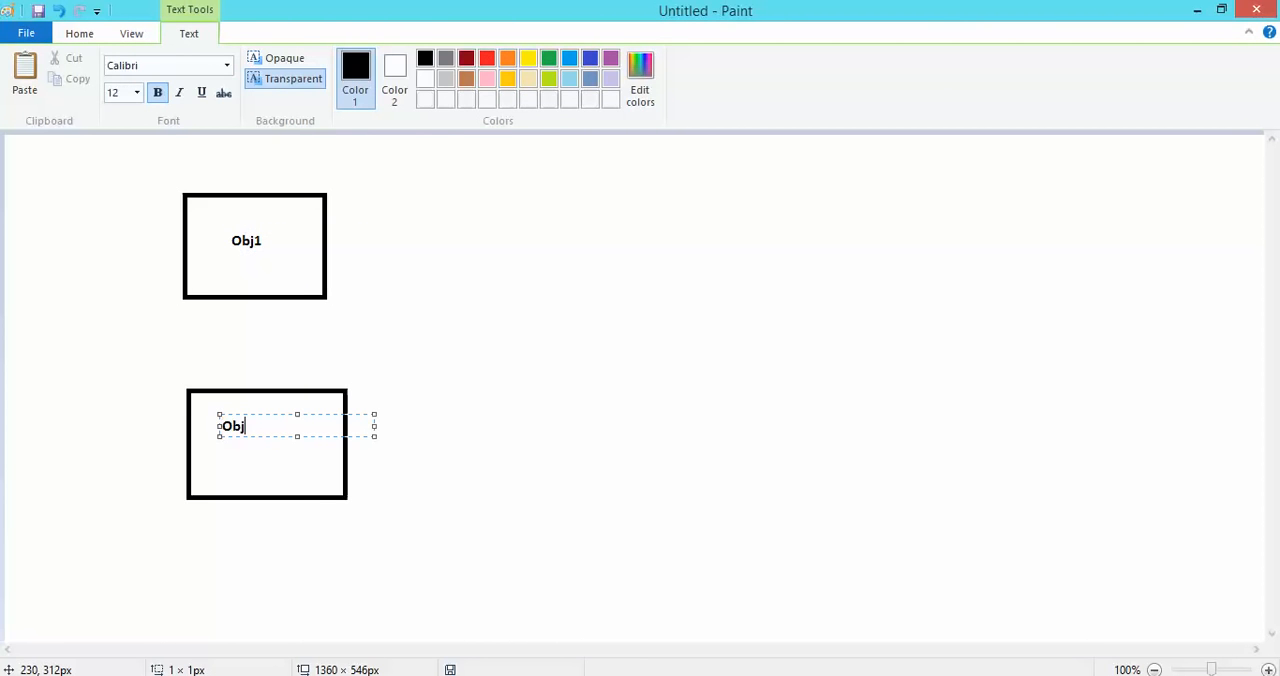 Text Tools
Untitled - Paint
File
Home
View
Text
Paste
Cut
Copy
Clipboard
Calibri
12
B I U abc
Font
Opaque
Transparent
Background
Color 1
Color 2
Edit colors
Colors
Obj1
Obj
230, 312px
1 × 1px
1360 × 546px
100%